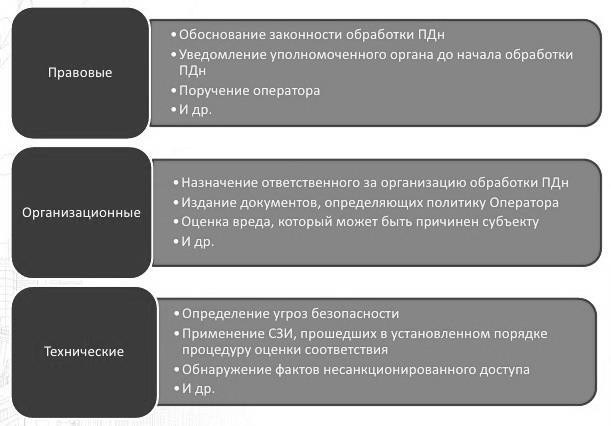 Правовые
• Обоснование законности обработки ПДн
• Уведомление уполномоченного органа до начала обработки
ПДн
• Поручение оператора
• И др.
Организационные
• Назначение ответственного за организацию обработки ПДн
• Издание документов, определяющих политику Оператора
• Оценка вреда, который может быть причинен субъекту
• И др.
Технические
• Определение угроз безопасности
• Применение СЗИ, прошедших в установленном порядке
процедуру оценки соответствия
• Обнаружение фактов несанкционированного доступа
• И др.